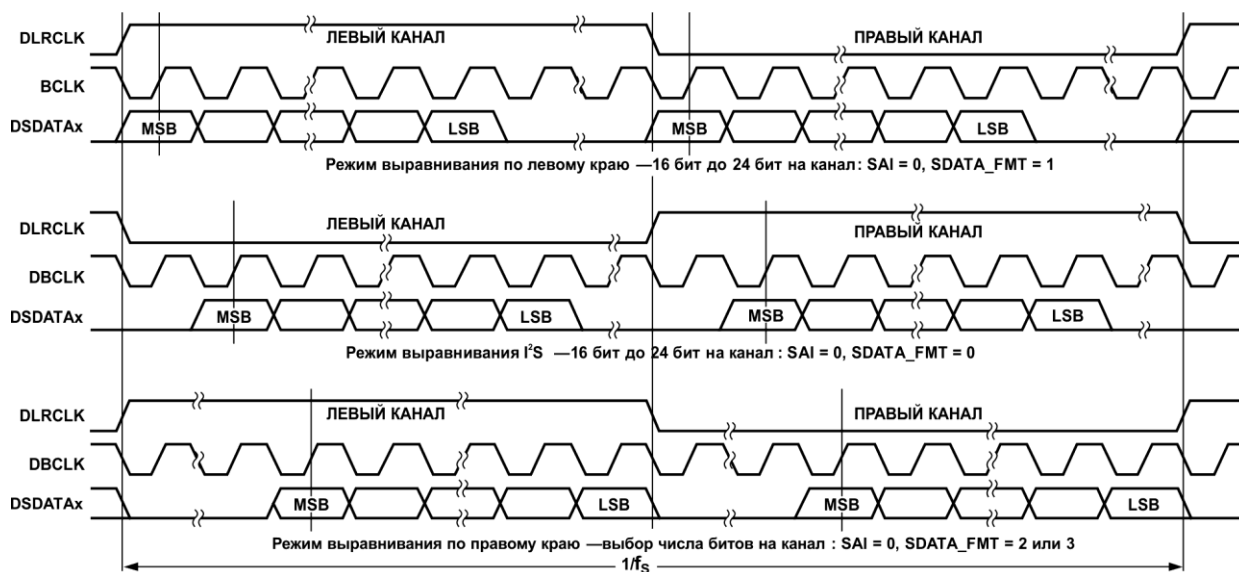 DLRCLK ЛЕВЫЙ КАНАЛ ПРАВЫЙ КАНАЛ
BCLK
DSDATAx MSB LSB MSB LSB
Режим выравнивания по левому краю —16 бит до 24 бит на канал: SAI = 0, SDATA_FMT = 1
DLRCLK ЛЕВЫЙ КАНАЛ ПРАВЫЙ КАНАЛ
DBCLK
DSDATAx MSB LSB MSB LSB
Режим выравнивания I²S —16 бит до 24 бит на канал : SAI = 0, SDATA_FMT = 0
DLRCLK ЛЕВЫЙ КАНАЛ ПРАВЫЙ КАНАЛ
DBCLK
DSDATAx MSB LSB MSB LSB
Режим выравнивания по правому краю —выбор числа битов на канал : SAI = 0, SDATA_FMT = 2 или 3
1/fS